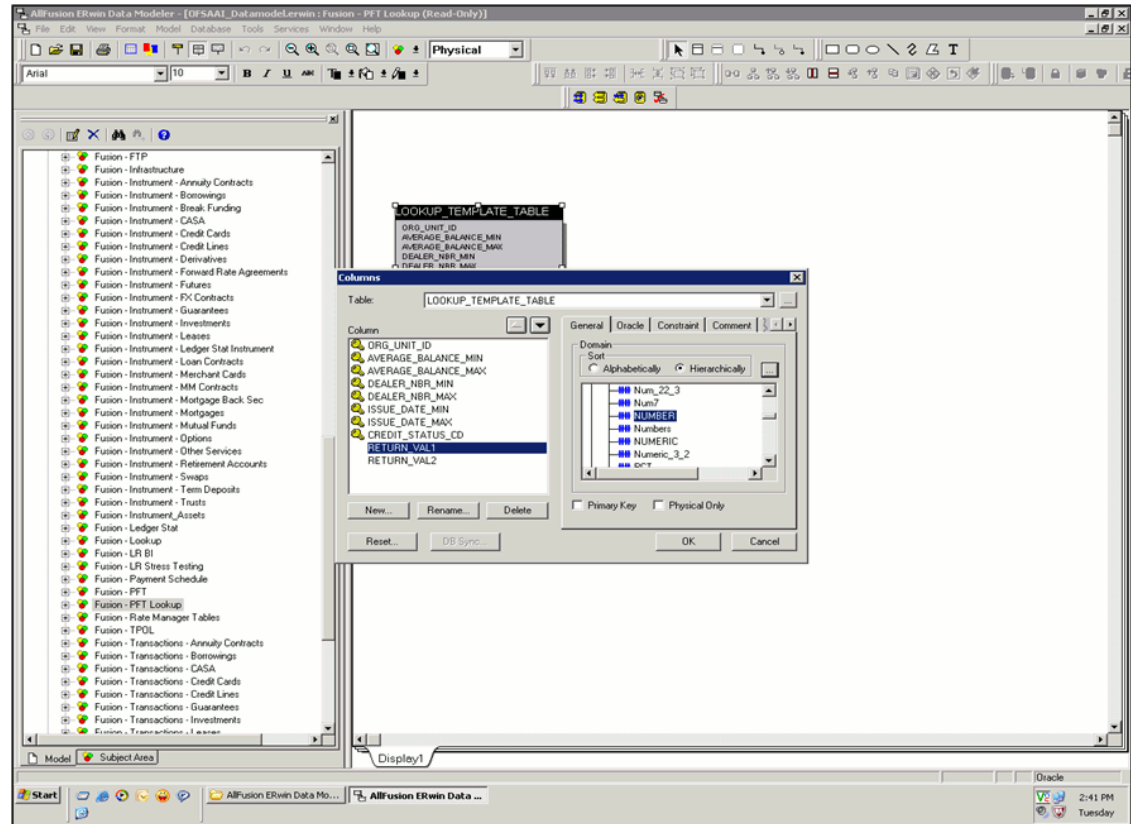 AllFusion ERwin Data Modeler - [OFSAAI_Datamodel.erwin : Fusion - PFT Lookup (Read-Only)]
File Edit View Format Model Database Tools Services Window Help
Physical
Arial
10
B I U
Fusion - FTP
Fusion - Infrastructure
Fusion - Instrument - Annuity Contracts
Fusion - Instrument - Borrowings
Fusion - Instrument - Break Funding
Fusion - Instrument - CASA
Fusion - Instrument - Credit Cards
Fusion - Instrument - Credit Lines
Fusion - Instrument - Derivatives
Fusion - Instrument - Forward Rate Agreements
Fusion - Instrument - Futures
Fusion - Instrument - FX Contracts
Fusion - Instrument - Guarantees
Fusion - Instrument - Investments
Fusion - Instrument - Leases
Fusion - Instrument - Ledger Stat Instrument
Fusion - Instrument - Loan Contracts
Fusion - Instrument - Merchant Cards
Fusion - Instrument - MM Contracts
Fusion - Instrument - Mortgage Back Sec
Fusion - Instrument - Mortgages
Fusion - Instrument - Mutual Funds
Fusion - Instrument - Options
Fusion - Instrument - Other Services
Fusion - Instrument - Retirement Accounts
Fusion - Instrument - Swaps
Fusion - Instrument - Term Deposits
Fusion - Instrument - Trusts
Fusion - Instrument_Assets
Fusion - Ledger Stat
Fusion - Lookup
Fusion - LR BI
Fusion - LR Stress Testing
Fusion - Payment Schedule
Fusion - PFT
Fusion - PFT Lookup
Fusion - Rate Manager Tables
Fusion - TPOL
Fusion - Transactions - Annuity Contracts
Fusion - Transactions - Borrowings
Fusion - Transactions - CASA
Fusion - Transactions - Credit Cards
Fusion - Transactions - Credit Lines
Fusion - Transactions - Guarantees
Fusion - Transactions - Investments
Fusion - Transactions - Leases
Model
Subject Area
LOOKUP_TEMPLATE_TABLE
ORG_UNIT_ID
AVERAGE_BALANCE_MIN
AVERAGE_BALANCE_MAX
DEALER_NBR_MIN
DEALER_NBR_MAX
Columns
Table:
LOOKUP_TEMPLATE_TABLE
...
Column
ORG_UNIT_ID
AVERAGE_BALANCE_MIN
AVERAGE_BALANCE_MAX
DEALER_NBR_MIN
DEALER_NBR_MAX
ISSUE_DATE_MIN
ISSUE_DATE_MAX
CREDIT_STATUS_CD
RETURN_VAL1
RETURN_VAL2
General Oracle Constraint Comment
Domain
Sort
Alphabetically Hierarchically ...
Num_22_3
Num7
NUMBER
Numbers
NUMERIC
Numeric_3_2
PCT
New... Rename... Delete
Primary Key Physical Only
Reset... DB Sync...
OK Cancel
Display1
Oracle
Start
AllFusion ERwin Data Mo...
AllFusion ERwin Data ...
2:41 PM
Tuesday